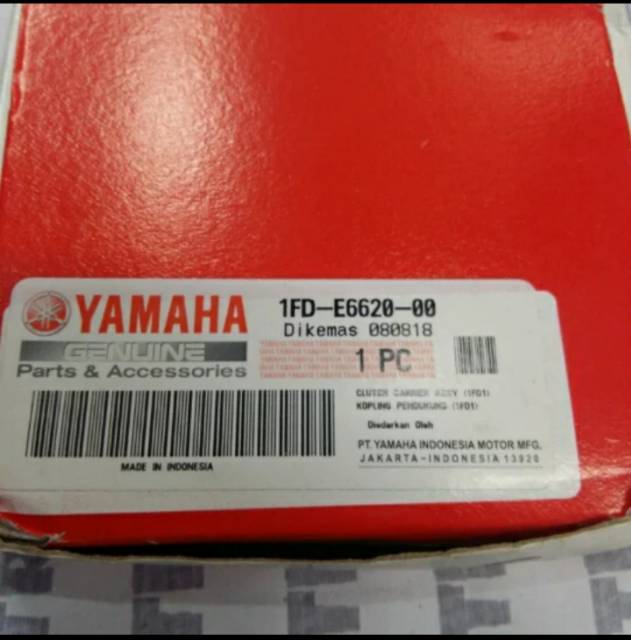 YAMAHA
GENUINE
Parts & Accessories
1FD-E6620-00
Dikemas 080818
1 PC
CLUTCH CARRIER ASSY (1FD1)
KOPLING PENDUKUNG (1FD1)
Diedarkan Oleh
PT. YAMAHA INDONESIA MOTOR MFG.
JAKARTA-INDONESIA 13920
MADE IN INDONESIA